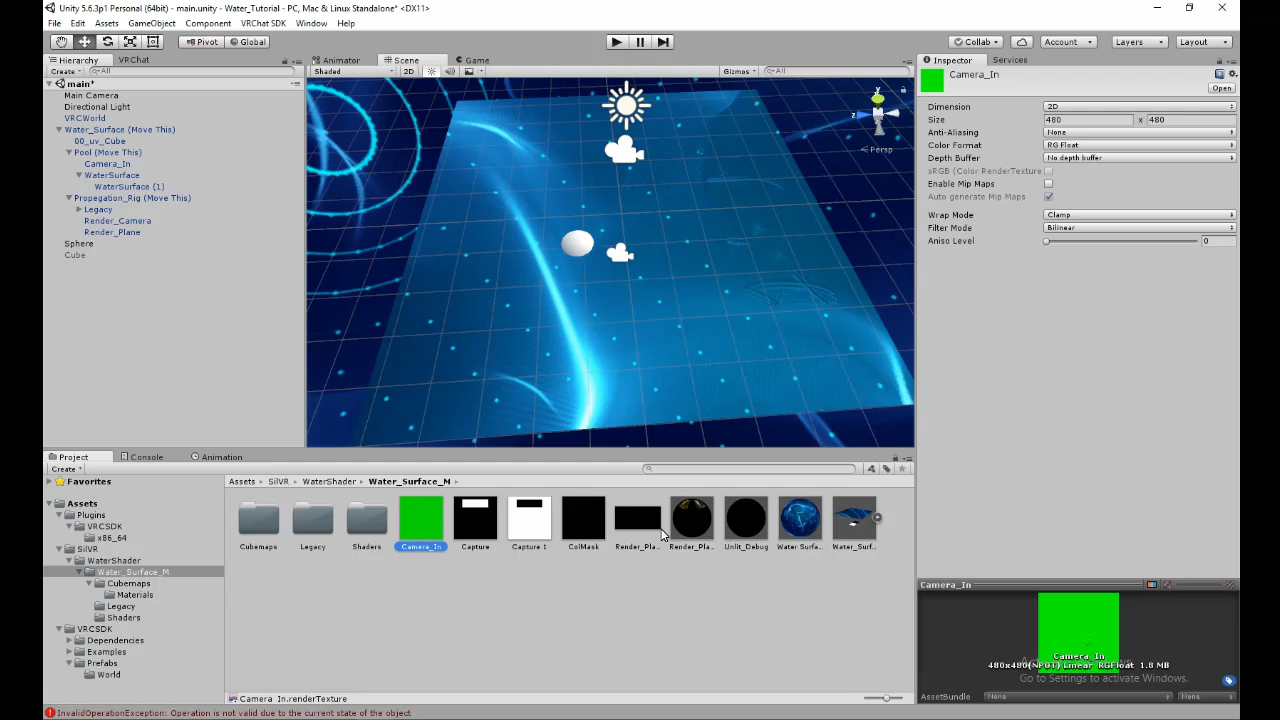 Unity 5.6.3p1 Personal (64bit) - main.unity - Water_Tutorial - PC, Mac & Linux Standalone* <DX11>
File Edit Assets GameObject Component VRChat SDK Window Help
Pivot Global Collab Account Layers Layout
Hierarchy VRChat
Create All
main*
Main Camera
Directional Light
VRCWorld
Water_Surface (Move This)
00_uv_Cube
Pool (Move This)
Camera_In
WaterSurface
WaterSurface (1)
Propegation_Rig (Move This)
Legacy
Render_Camera
Render_Plane
Sphere
Cube
Animator Scene Game
Shaded 2D Gizmos All
y
z
Persp
Inspector Services
Camera_In
Open
Dimension 2D
Size 480 x 480
Anti-Aliasing None
Color Format RG Float
Depth Buffer No depth buffer
sRGB (Color RenderTexture
Enable Mip Maps
Auto generate Mip Maps
Wrap Mode Clamp
Filter Mode Bilinear
Aniso Level 0
Project Console Animation
Create
Favorites
Assets
Plugins
VRCSDK
x86_64
SilVR
WaterShader
Water_Surface_M
Cubemaps
Materials
Legacy
Shaders
VRCSDK
Dependencies
Examples
Prefabs
World
Assets SilVR WaterShader Water_Surface_M
Cubemaps Legacy Shaders Camera_In Capture Capture 1 ColMask Render_Pla... Render_Pla... Unlit_Debug Water Surfa... Water_Surf...
Camera_In.renderTexture
Camera_In
Camera_In
480x480(NPOT) Linear RGFloat 1.8 MB
Go to Settings to activate Windows.
AssetBundle None None
InvalidOperationException: Operation is not valid due to the current state of the object